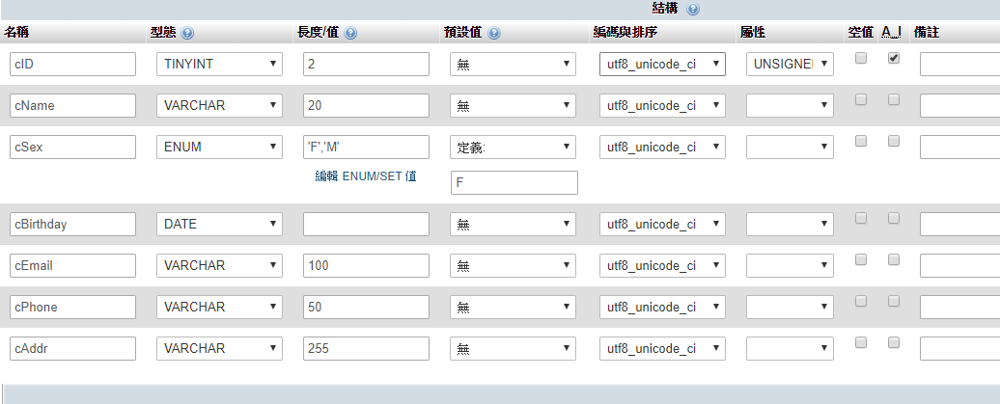 結構
名稱 型態 長度/值 預設值 編碼與排序 屬性 空值 A_I 備註
cID TINYINT 2 無 utf8_unicode_ci UNSIGNE
cName VARCHAR 20 無 utf8_unicode_ci
cSex ENUM 'F','M' 定義: utf8_unicode_ci
編輯 ENUM/SET 值 F
cBirthday DATE 無 utf8_unicode_ci
cEmail VARCHAR 100 無 utf8_unicode_ci
cPhone VARCHAR 50 無 utf8_unicode_ci
cAddr VARCHAR 255 無 utf8_unicode_ci